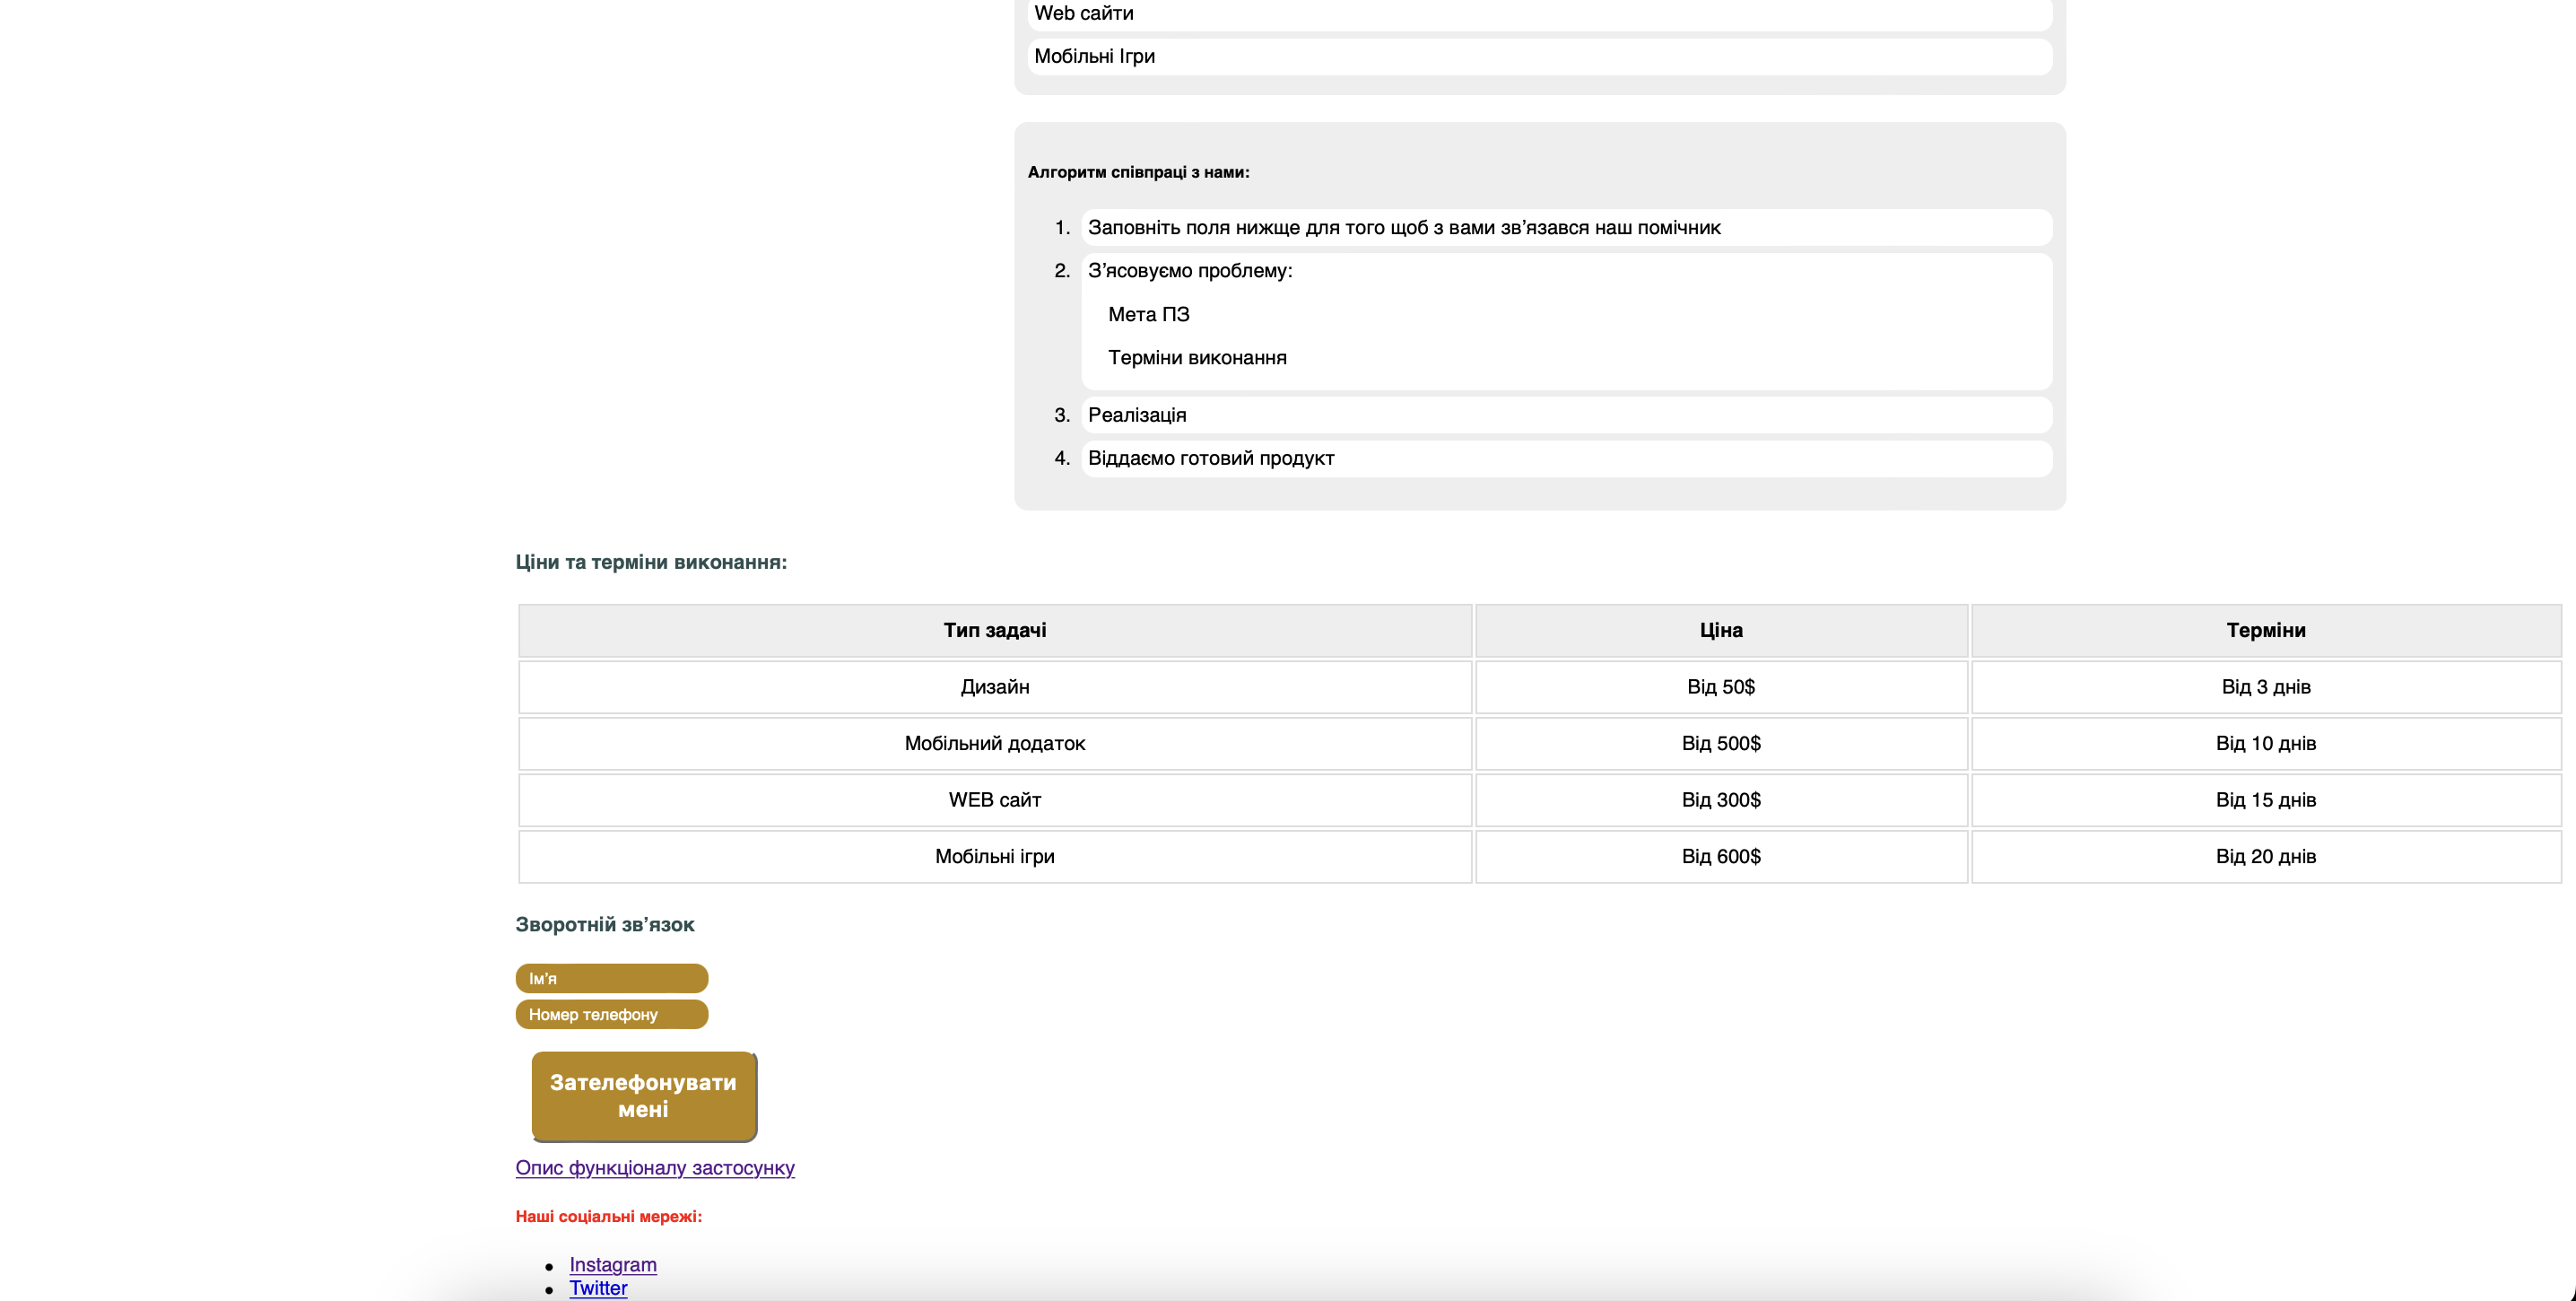 Web сайти
Мобільні Ігри
Алгоритм співпраці з нами:
1. Заповніть поля нижще для того щоб з вами зв’язався наш помічник
2. З’ясовуємо проблему:
Мета ПЗ
Терміни виконання
3. Реалізація
4. Віддаємо готовий продукт
Ціни та терміни виконання:
Тип задачі Ціна Терміни
Дизайн Від 50$ Від 3 днів
Мобільний додаток Від 500$ Від 10 днів
WEB сайт Від 300$ Від 15 днів
Мобільні ігри Від 600$ Від 20 днів
Зворотній зв’язок
Ім’я
Номер телефону
Зателефонувати
мені
Опис функціоналу застосунку
Наші соціальні мережі:
Instagram
Twitter